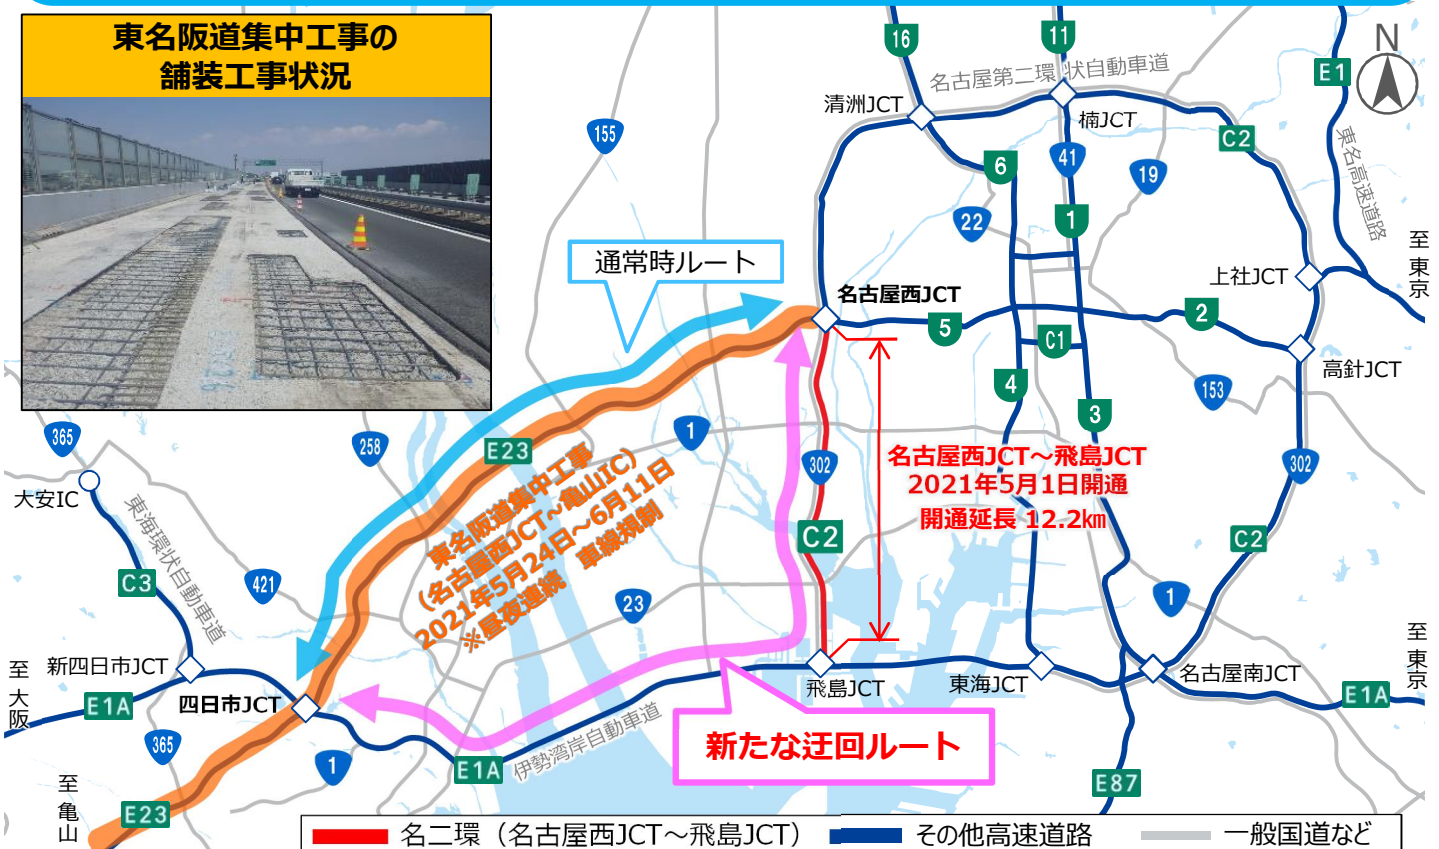 東名阪道集中工事の
舗装工事状況
N
16
11
E1
名古屋第二環状自動車道
清洲JCT
楠JCT
C2
155
6
41
19
東名高速道路
22
1
至東京
通常時ルート
上社JCT
名古屋西JCT
5
2
C1
高針JCT
4
153
3
365
258
E23
1
302
名古屋西JCT～飛島JCT
2021年5月1日開通
開通延長 12.2km
302
大安IC
東海環状自動車道
東名阪道集中工事
（名古屋西JCT～亀山IC）
2021年5月24日～6月11日
※昼夜連続　車線規制
C2
C2
C3
421
23
1
至大阪
新四日市JCT
E1A
四日市JCT
飛島JCT
東海JCT
名古屋南JCT
至東京
E1A
365
1
E1A
伊勢湾岸自動車道
新たな迂回ルート
E87
至亀山
E23
名二環（名古屋西JCT～飛島JCT）
その他高速道路
一般国道など